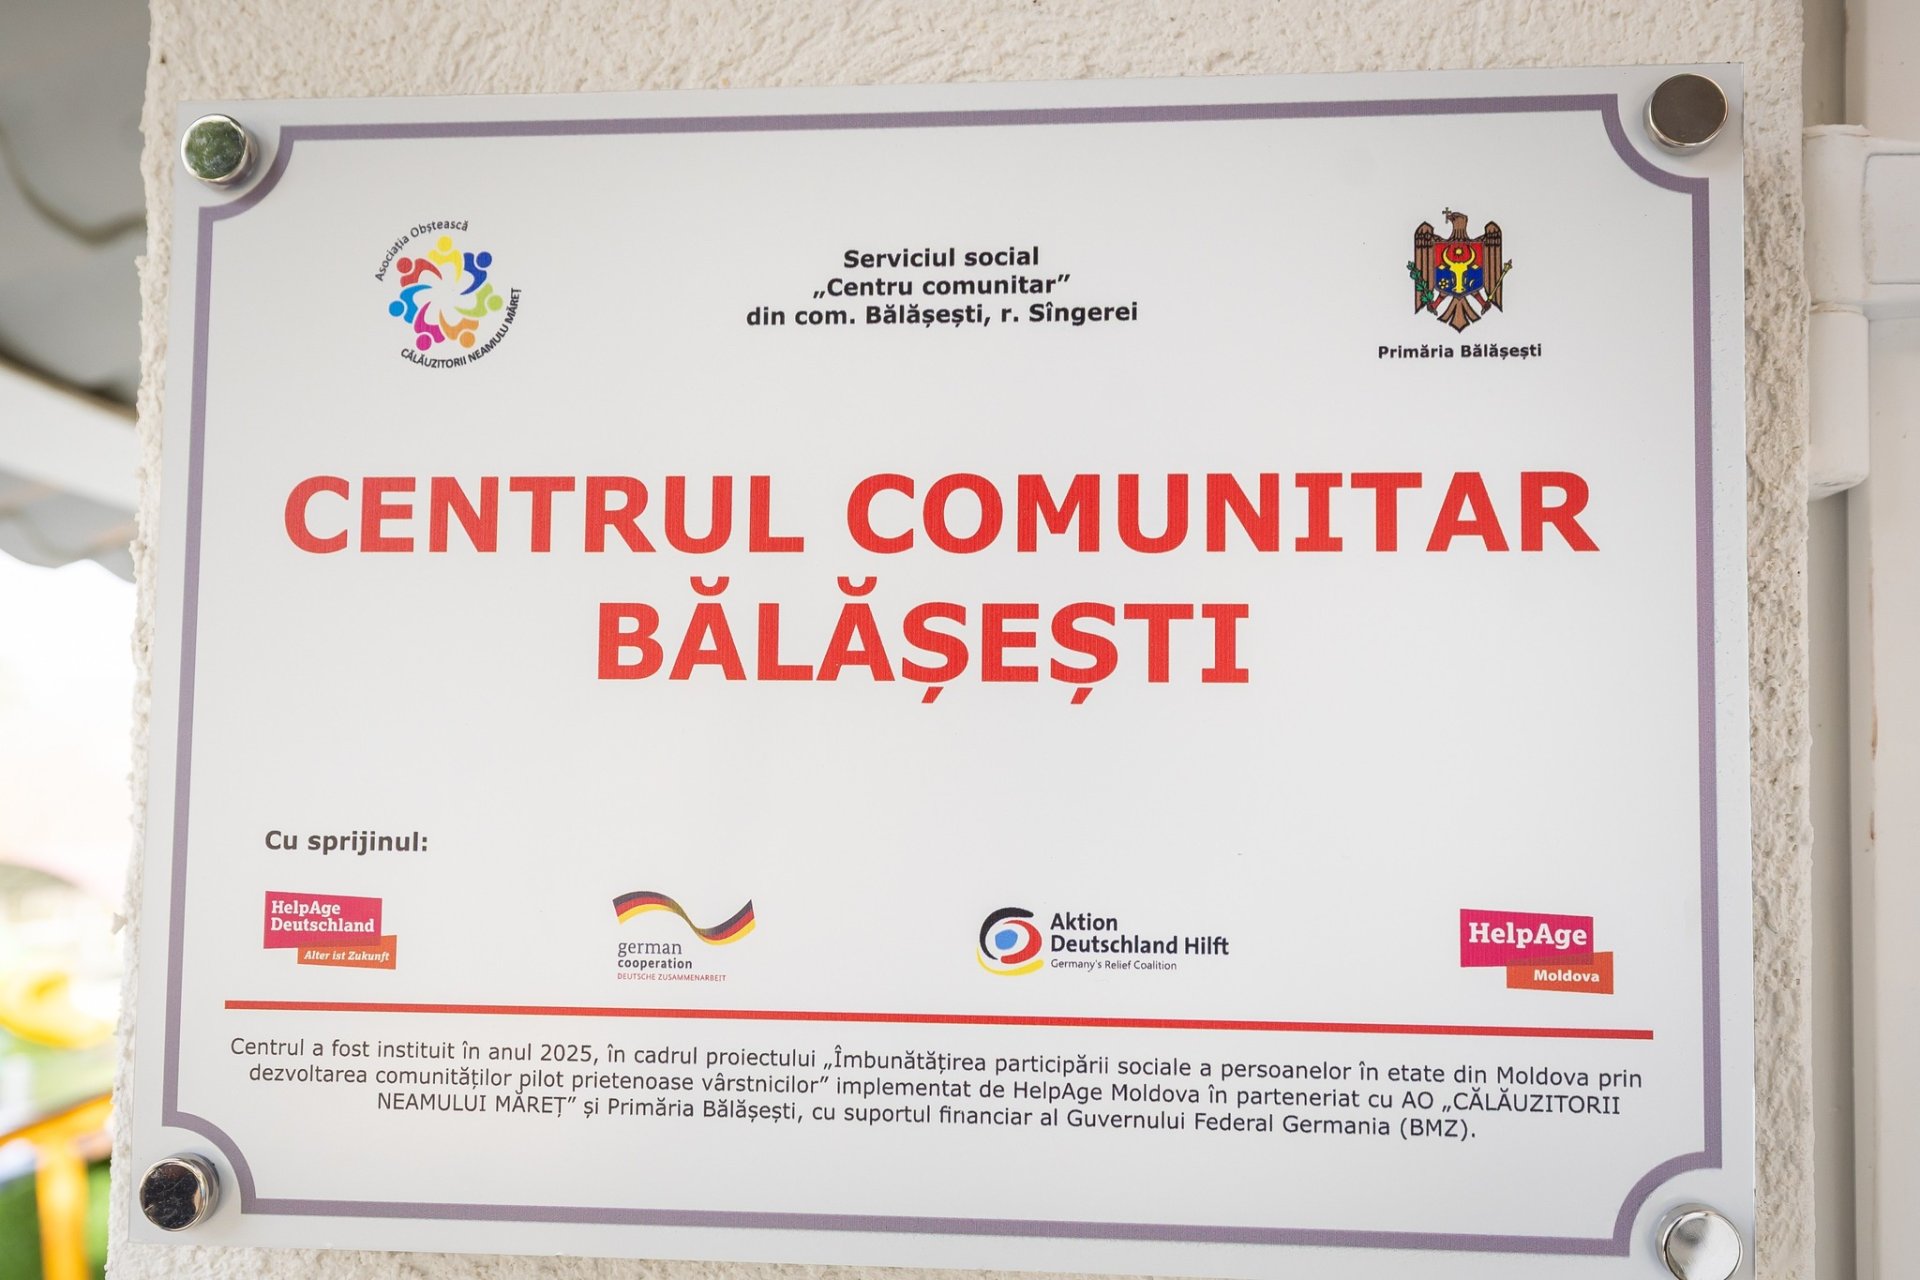 Asociația Obștească
CĂLĂUZITORII NEAMULUI MĂREȚ
Serviciul social
„Centru comunitar”
din com. Bălășești, r. Sîngerei
Primăria Bălășești
CENTRUL COMUNITAR
BĂLĂȘEȘTI
Cu sprijinul:
HelpAge
Deutschland
Alter ist Zukunft
german
cooperation
DEUTSCHE ZUSAMMENARBEIT
Aktion
Deutschland Hilft
Germany's Relief Coalition
HelpAge
Moldova
Centrul a fost instituit în anul 2025, în cadrul proiectului „Îmbunătățirea participării sociale a persoanelor în etate din Moldova prin
dezvoltarea comunităților pilot prietenoase vârstnicilor” implementat de HelpAge Moldova în parteneriat cu AO „CĂLĂUZITORII
NEAMULUI MĂREȚ” și Primăria Bălășești, cu suportul financiar al Guvernului Federal Germania (BMZ).